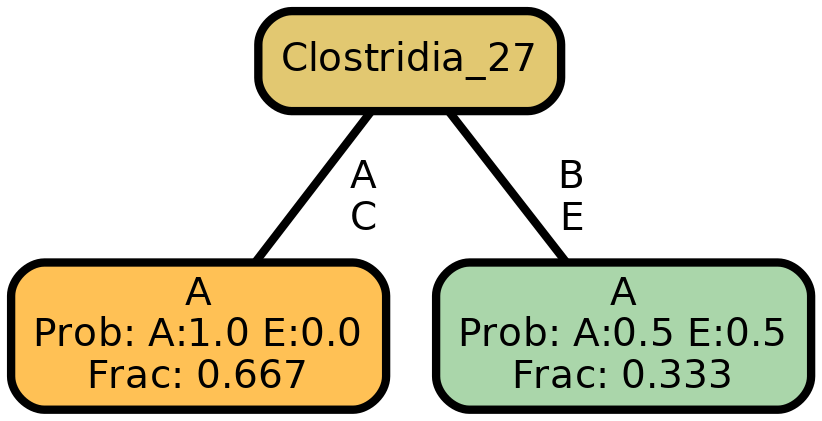 Clostridia_27
A
C
B
E
A
Prob: A:1.0 E:0.0
Frac: 0.667
A
Prob: A:0.5 E:0.5
Frac: 0.333